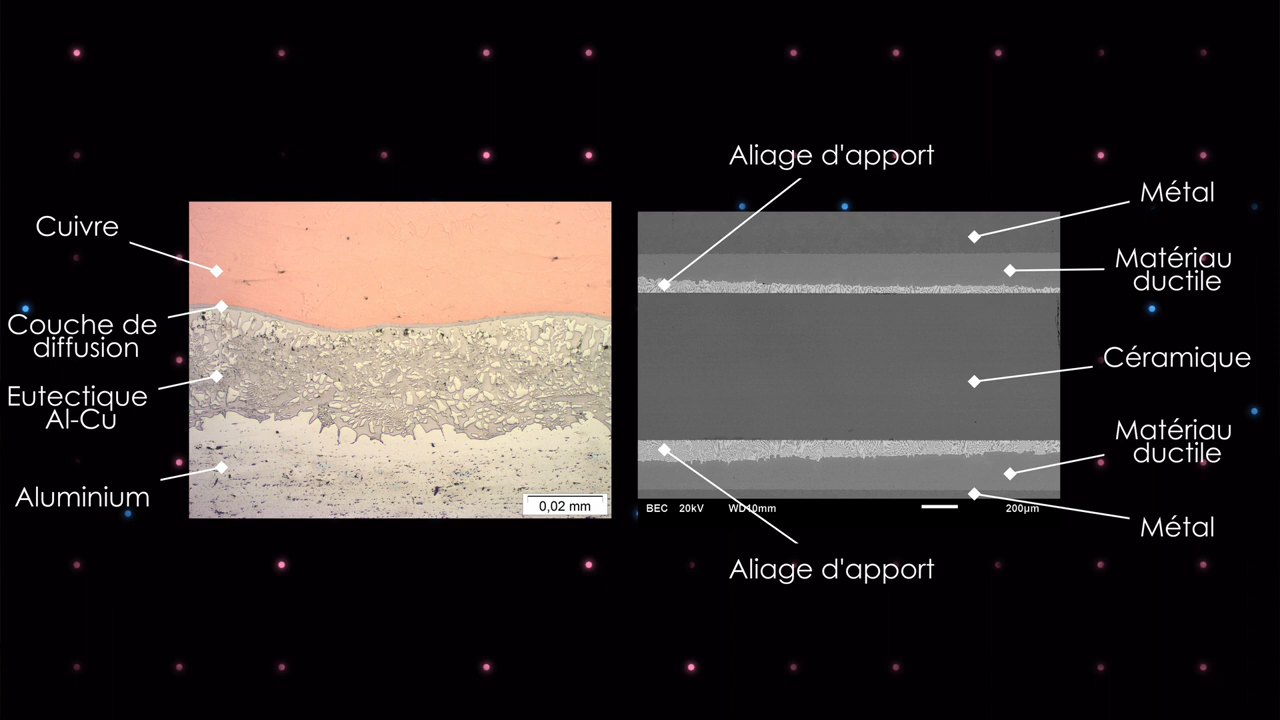 Cuivre
Couche de
diffusion
Eutectique
Al-Cu
Aluminium
0,02 mm
Aliage d'apport
Métal
Matériau
ductile
Céramique
Matériau
ductile
Métal
BEC 20kV WD10mm 200µm
Aliage d'apport